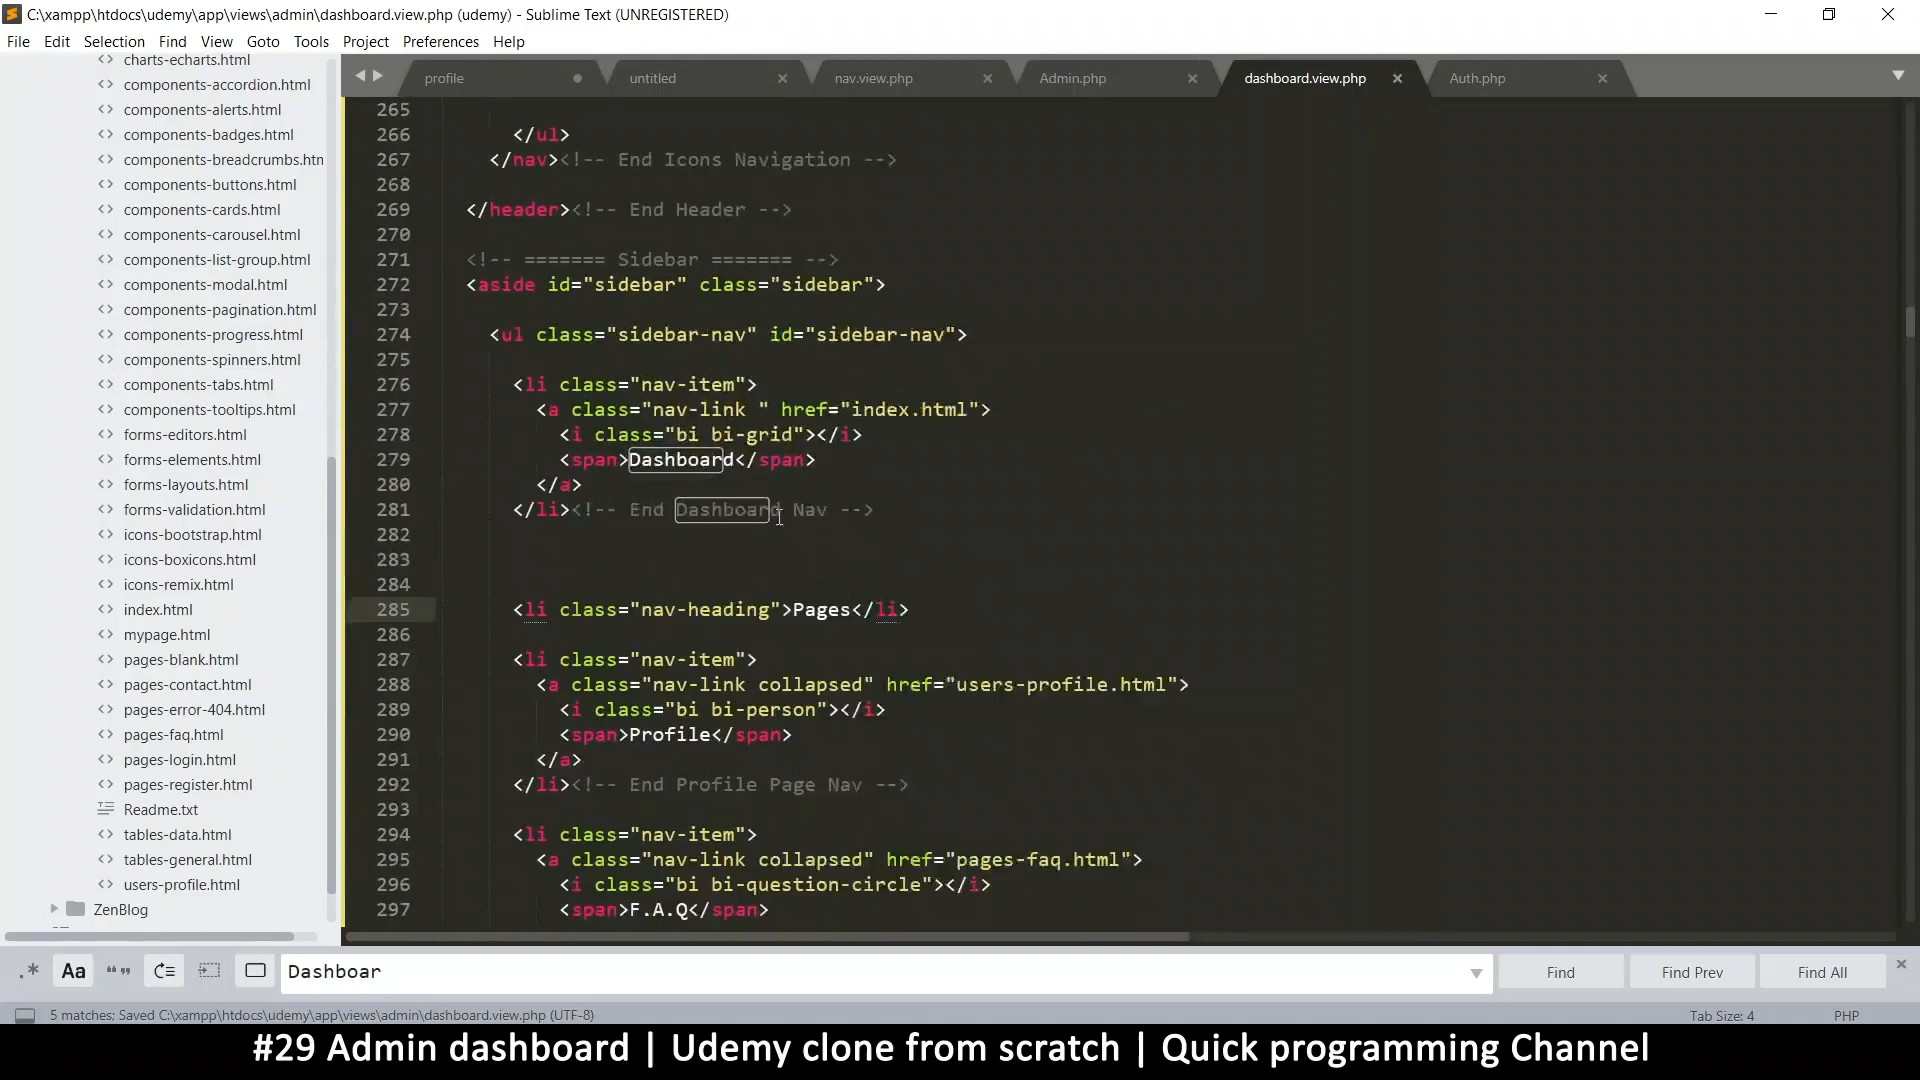 C:\xampp\htdocs\udemy\app\views\admin\dashboard.view.php (udemy) - Sublime Text (UNREGISTERED)
File Edit Selection Find View Goto Tools Project Preferences Help
charts-echarts.html
components-accordion.html
components-alerts.html
components-badges.html
components-breadcrumbs.htm
components-buttons.html
components-cards.html
components-carousel.html
components-list-group.html
components-modal.html
components-pagination.html
components-progress.html
components-spinners.html
components-tabs.html
components-tooltips.html
forms-editors.html
forms-elements.html
forms-layouts.html
forms-validation.html
icons-bootstrap.html
icons-boxicons.html
icons-remix.html
index.html
mypage.html
pages-blank.html
pages-contact.html
pages-error-404.html
pages-faq.html
pages-login.html
pages-register.html
Readme.txt
tables-data.html
tables-general.html
users-profile.html
ZenBlog
profile untitled nav.view.php Admin.php dashboard.view.php Auth.php
265
266 </ul>
267 </nav><!-- End Icons Navigation -->
268
269 </header><!-- End Header -->
270
271 <!-- ======= Sidebar ======= -->
272 <aside id="sidebar" class="sidebar">
273
274 <ul class="sidebar-nav" id="sidebar-nav">
275
276 <li class="nav-item">
277 <a class="nav-link " href="index.html">
278 <i class="bi bi-grid"></i>
279 <span>Dashboard</span>
280 </a>
281 </li><!-- End Dashboard Nav -->
282
283
284
285 <li class="nav-heading">Pages</li>
286
287 <li class="nav-item">
288 <a class="nav-link collapsed" href="users-profile.html">
289 <i class="bi bi-person"></i>
290 <span>Profile</span>
291 </a>
292 </li><!-- End Profile Page Nav -->
293
294 <li class="nav-item">
295 <a class="nav-link collapsed" href="pages-faq.html">
296 <i class="bi bi-question-circle"></i>
297 <span>F.A.Q</span>
.* Aa “” Dashboar Find Find Prev Find All
5 matches; Saved C:\xampp\htdocs\udemy\app\views\admin\dashboard.view.php (UTF-8) Tab Size: 4 PHP
#29 Admin dashboard | Udemy clone from scratch | Quick programming Channel